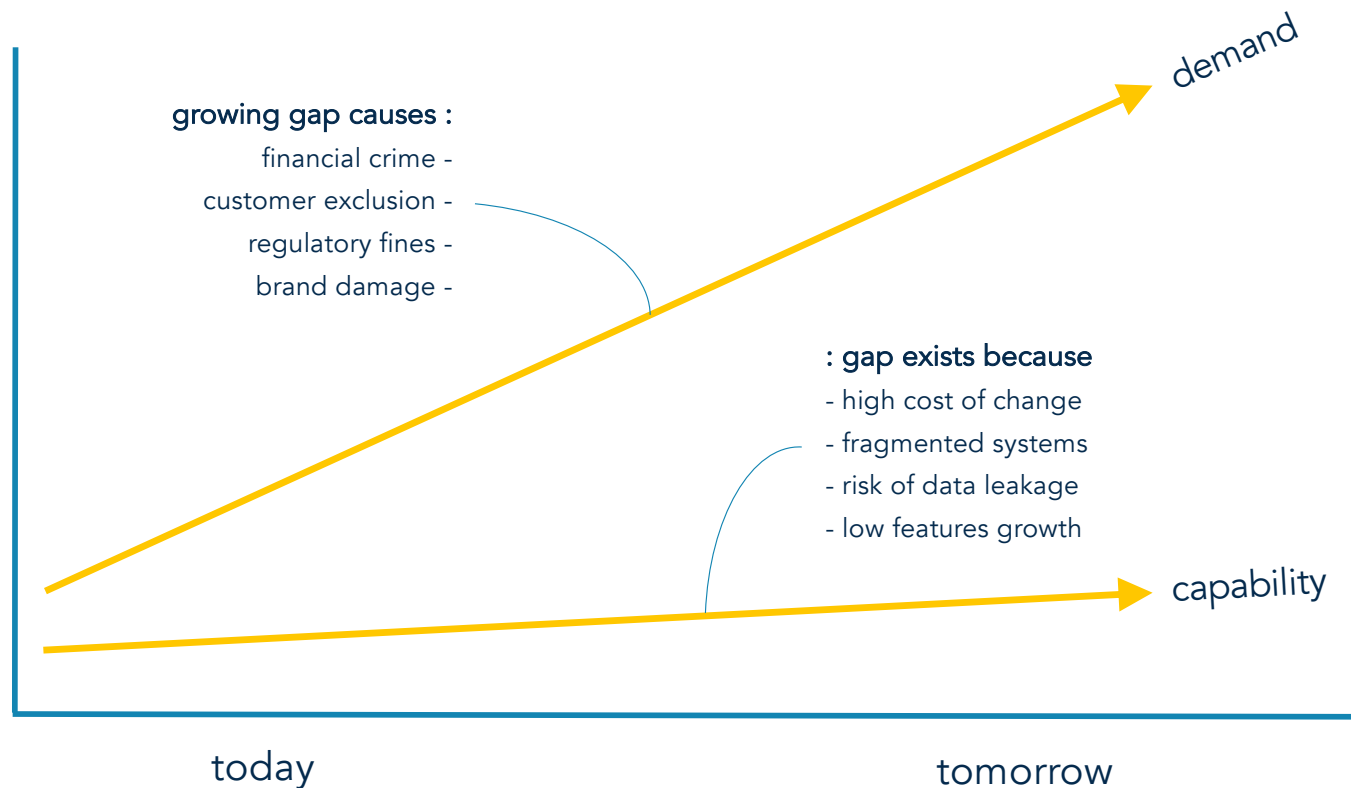 demand
growing gap causes :
financial crime -
customer exclusion -
regulatory fines -
brand damage -
: gap exists because
- high cost of change
- fragmented systems
- risk of data leakage
- low features growth
capability
today
tomorrow